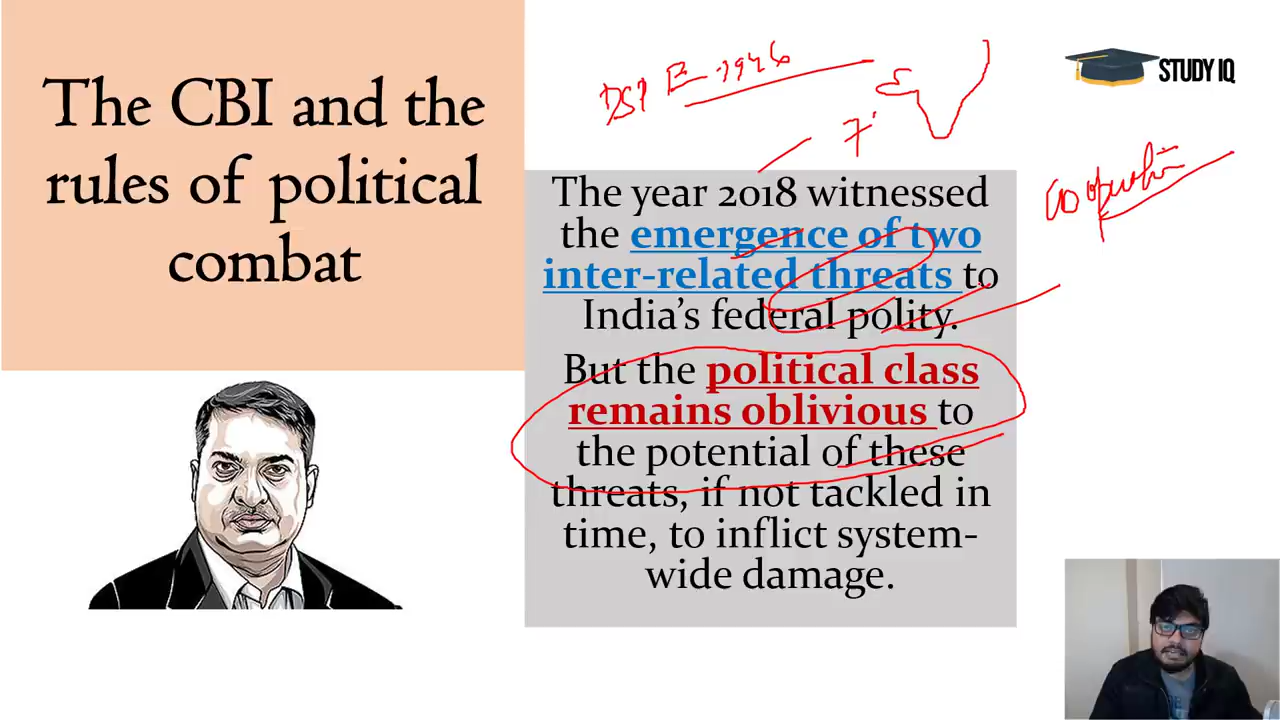 The CBI and the
rules of political
combat
DSPE-1946
7
STUDY IQ
cooperation
The year 2018 witnessed
the emergence of two
inter-related threats to
India’s federal polity.
But the political class
remains oblivious to
the potential of these
threats, if not tackled in
time, to inflict system-
wide damage.